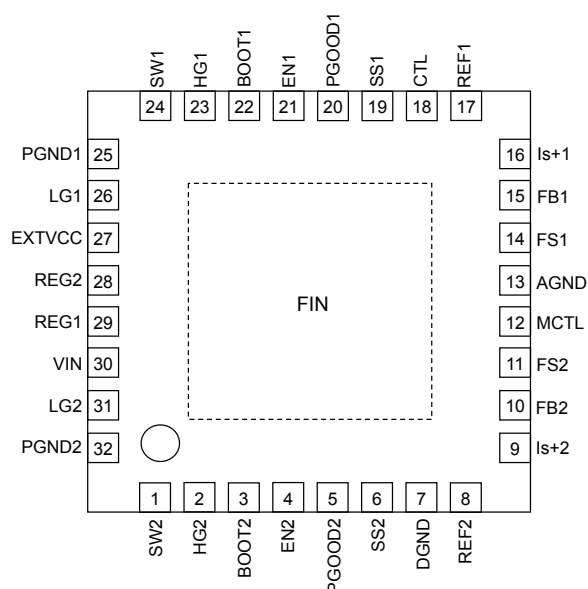 SW1 HG1 BOOT1 EN1 PGOOD1 SS1 CTL REF1
24 23 22 21 20 19 18 17
PGND1 25 16 Is+1
LG1 26 15 FB1
EXTVCC 27 14 FS1
REG2 28 13 AGND
FIN
REG1 29 12 MCTL
VIN 30 11 FS2
LG2 31 10 FB2
PGND2 32 9 Is+2
1 2 3 4 5 6 7 8
SW2 HG2 BOOT2 EN2 PGOOD2 SS2 DGND REF2